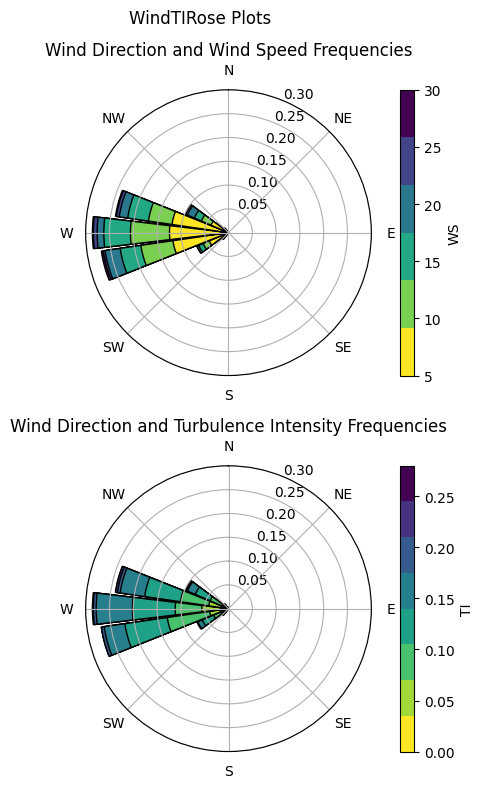 WindTIRose Plots
Wind Direction and Wind Speed Frequencies
N
NW
NE
W
E
SW
SE
S
0.30
0.25
0.20
0.15
0.10
0.05
30
25
20
15
10
5
WS
Wind Direction and Turbulence Intensity Frequencies
N
NW
NE
W
E
SW
SE
S
0.30
0.25
0.20
0.15
0.10
0.05
0.25
0.20
0.15
0.10
0.05
0.00
TI